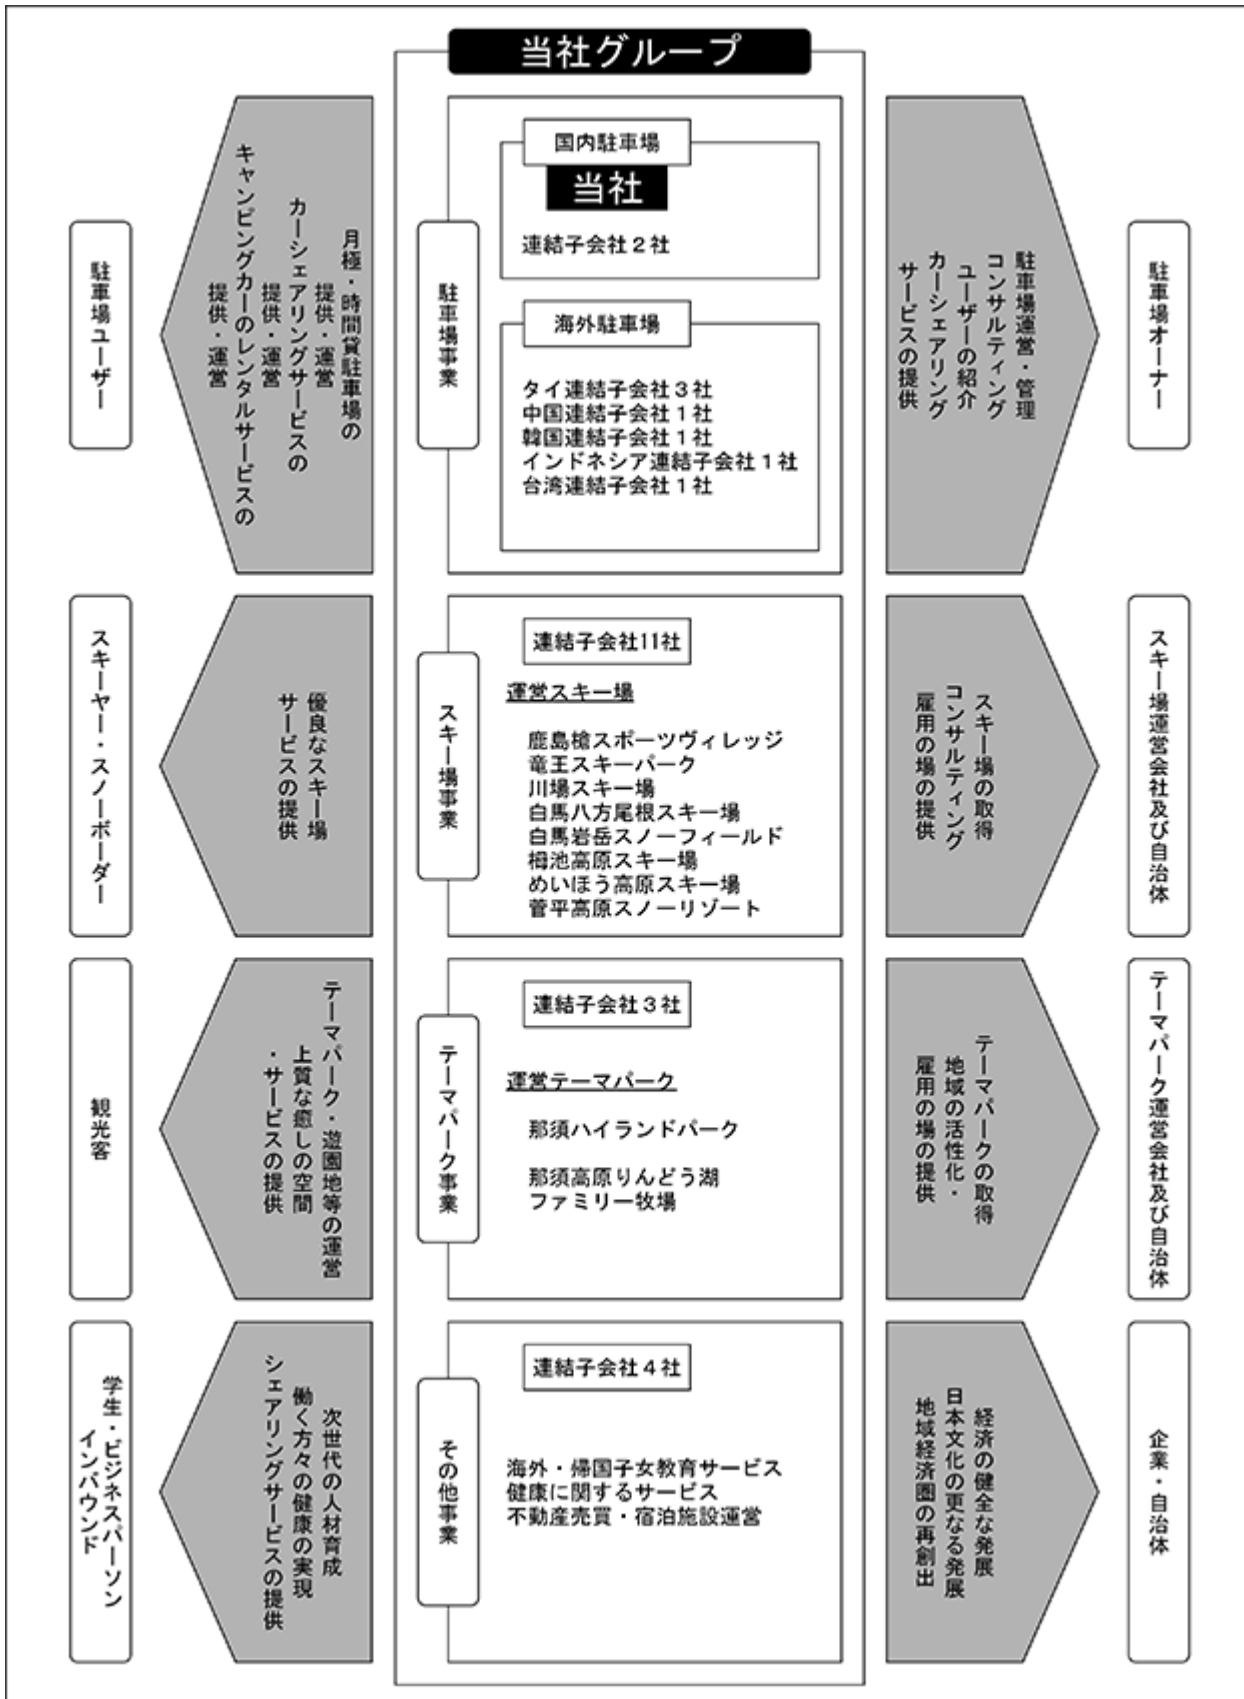 当社グループ
駐車場ユーザー
月極・時間貸駐車場の
提供・運営
カーシェアリングサービスの
提供・運営
キャンピングカーのレンタルサービスの
提供・運営
駐車場事業
国内駐車場
当社
連結子会社2社
海外駐車場
タイ連結子会社3社
中国連結子会社1社
韓国連結子会社1社
インドネシア連結子会社1社
台湾連結子会社1社
駐車場運営・管理
コンサルティング
ユーザーの紹介
カーシェアリング
サービスの提供
駐車場オーナー
スキーヤー・スノーボーダー
優良なスキー場
サービスの提供
スキー場事業
連結子会社11社
運営スキー場
鹿島槍スポーツヴィレッジ
竜王スキーパーク
川場スキー場
白馬八方尾根スキー場
白馬岩岳スノーフィールド
栂池高原スキー場
めいほう高原スキー場
菅平高原スノーリゾート
スキー場の取得
コンサルティング
雇用の場の提供
スキー場運営会社及び自治体
観光客
テーマパーク・遊園地等の運営
上質な癒しの空間
・サービスの提供
テーマパーク事業
連結子会社3社
運営テーマパーク
那須ハイランドパーク
那須高原りんどう湖
ファミリー牧場
テーマパークの取得
地域の活性化・
雇用の場の提供
テーマパーク運営会社及び自治体
学生・ビジネスパーソン
インバウンド
次世代の人材育成
働く方々の健康の実現
シェアリングサービスの提供
その他事業
連結子会社4社
海外・帰国子女教育サービス
健康に関するサービス
不動産売買・宿泊施設運営
経済の健全な発展
日本文化の更なる発展
地域経済圏の再創出
企業・自治体